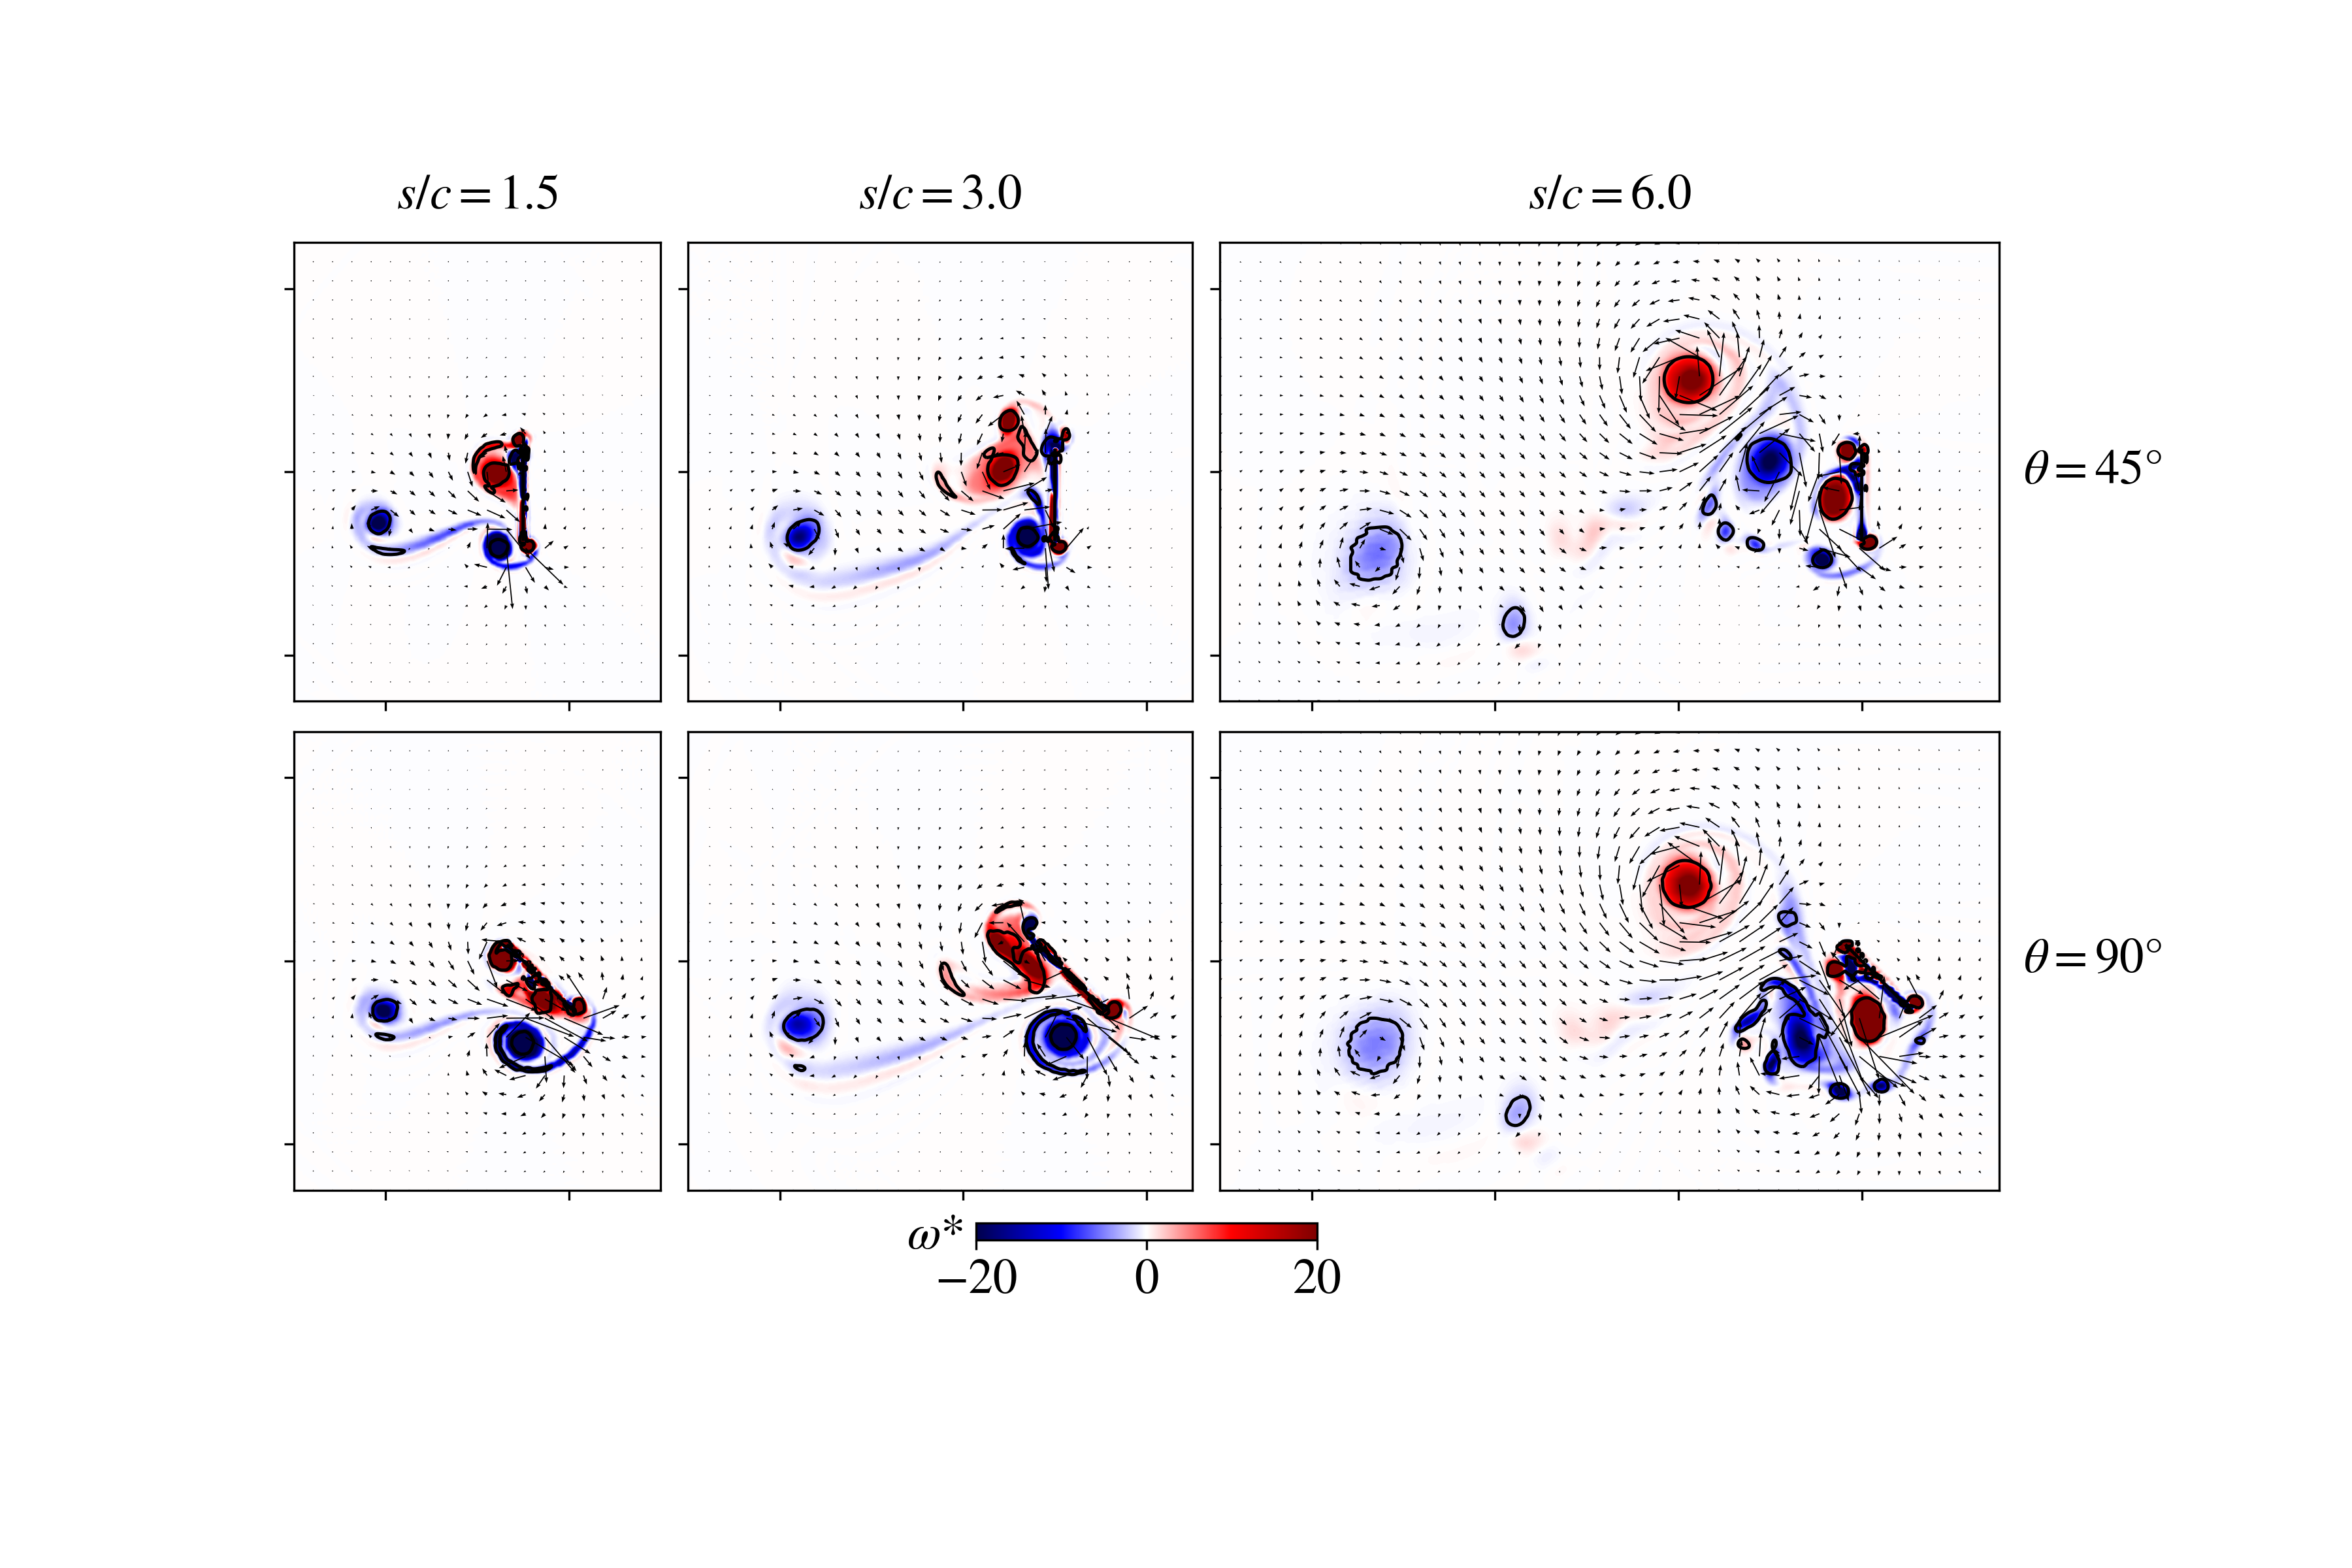 s/c = 1.5
s/c = 3.0
s/c = 6.0
θ = 45°
θ = 90°
ω*
−20
0
20